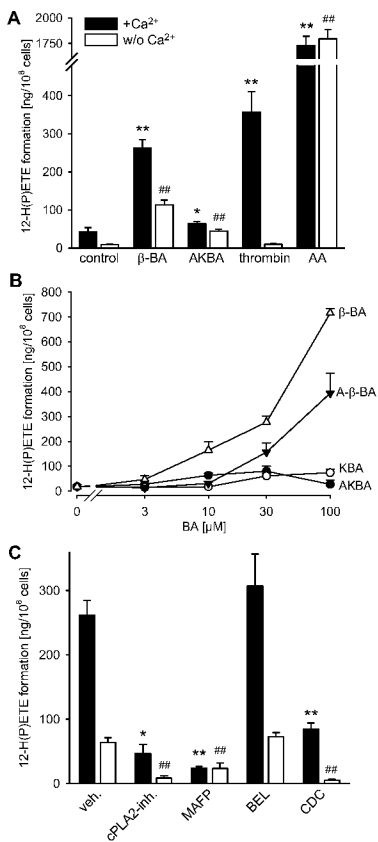 A
+Ca2+
w/o Ca2+
12-H(P)ETE formation [ng/10⁸ cells]
1750
1500
400
300
200
100
0
** ## * ## ** ** ##
control β-BA AKBA thrombin AA
B
12-H(P)ETE formation [ng/10⁸ cells]
800
700
600
500
400
300
200
100
0
β-BA
A-β-BA
KBA
AKBA
0 3 10 30 100
BA [µM]
C
12-H(P)ETE formation [ng/10⁸ cells]
300
200
100
0
* ## ** ## ** ##
veh. cPLA2-inh. MAFP BEL CDC